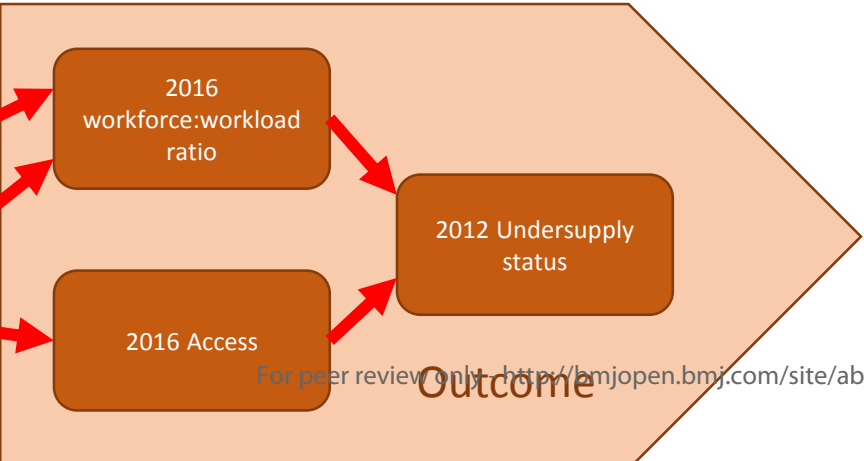 2016
workforce:workload
ratio
2012 Undersupply
status
2016 Access
For peer review only - http://bmjopen.bmj.com/site/ab
Outcome